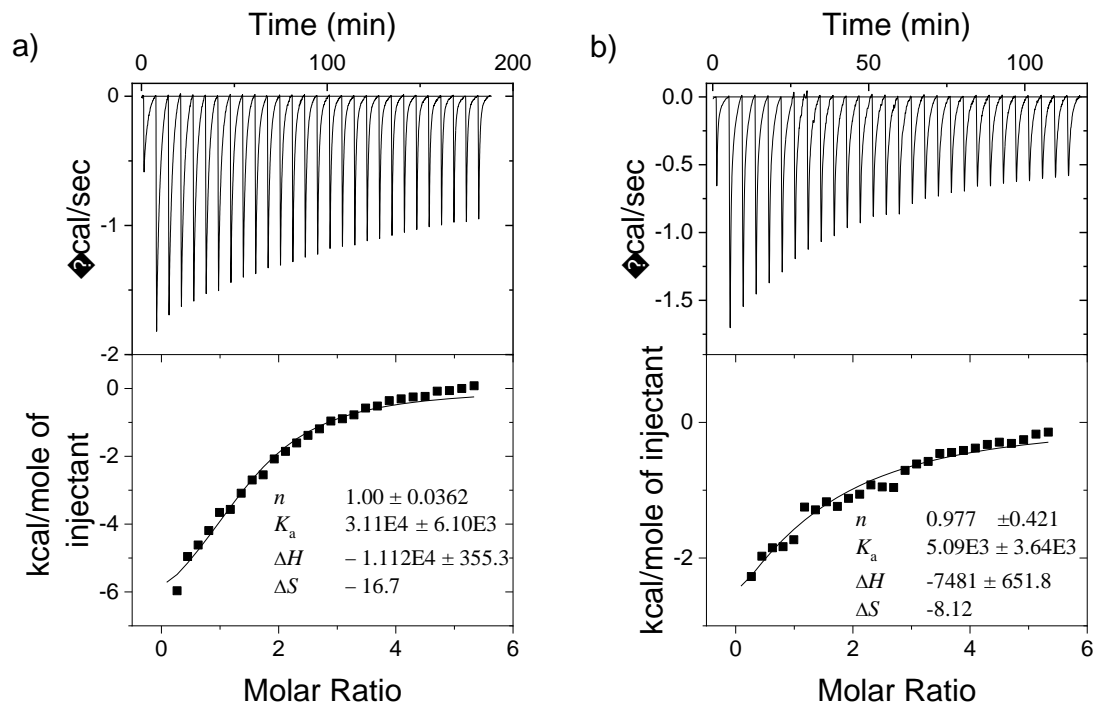 a)
Time (min)
0 100 200
0
-1
-2
�cal/sec
0
-2
-4
-6
kcal/mole of
injectant
n 1.00 ± 0.0362
Ka 3.11E4 ± 6.10E3
ΔH – 1.112E4 ± 355.3
ΔS – 16.7
0 2 4 6
Molar Ratio
b)
Time (min)
0 50 100
0.0
-0.5
-1.0
-1.5
�cal/sec
0
-2
kcal/mole of injectant
n 0.977 ±0.421
Ka 5.09E3 ± 3.64E3
ΔH -7481 ± 651.8
ΔS -8.12
0 2 4 6
Molar Ratio